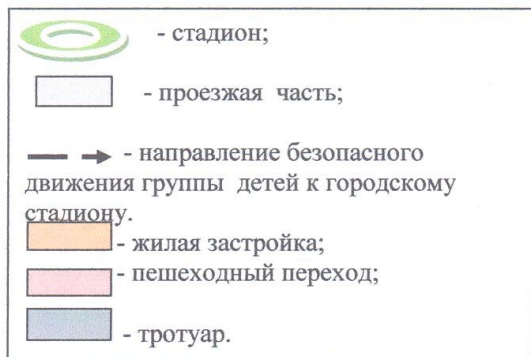 - стадион;
- проезжая часть;
- направление безопасного
движения группы детей к городскому
стадиону.
- жилая застройка;
- пешеходный переход;
- тротуар.